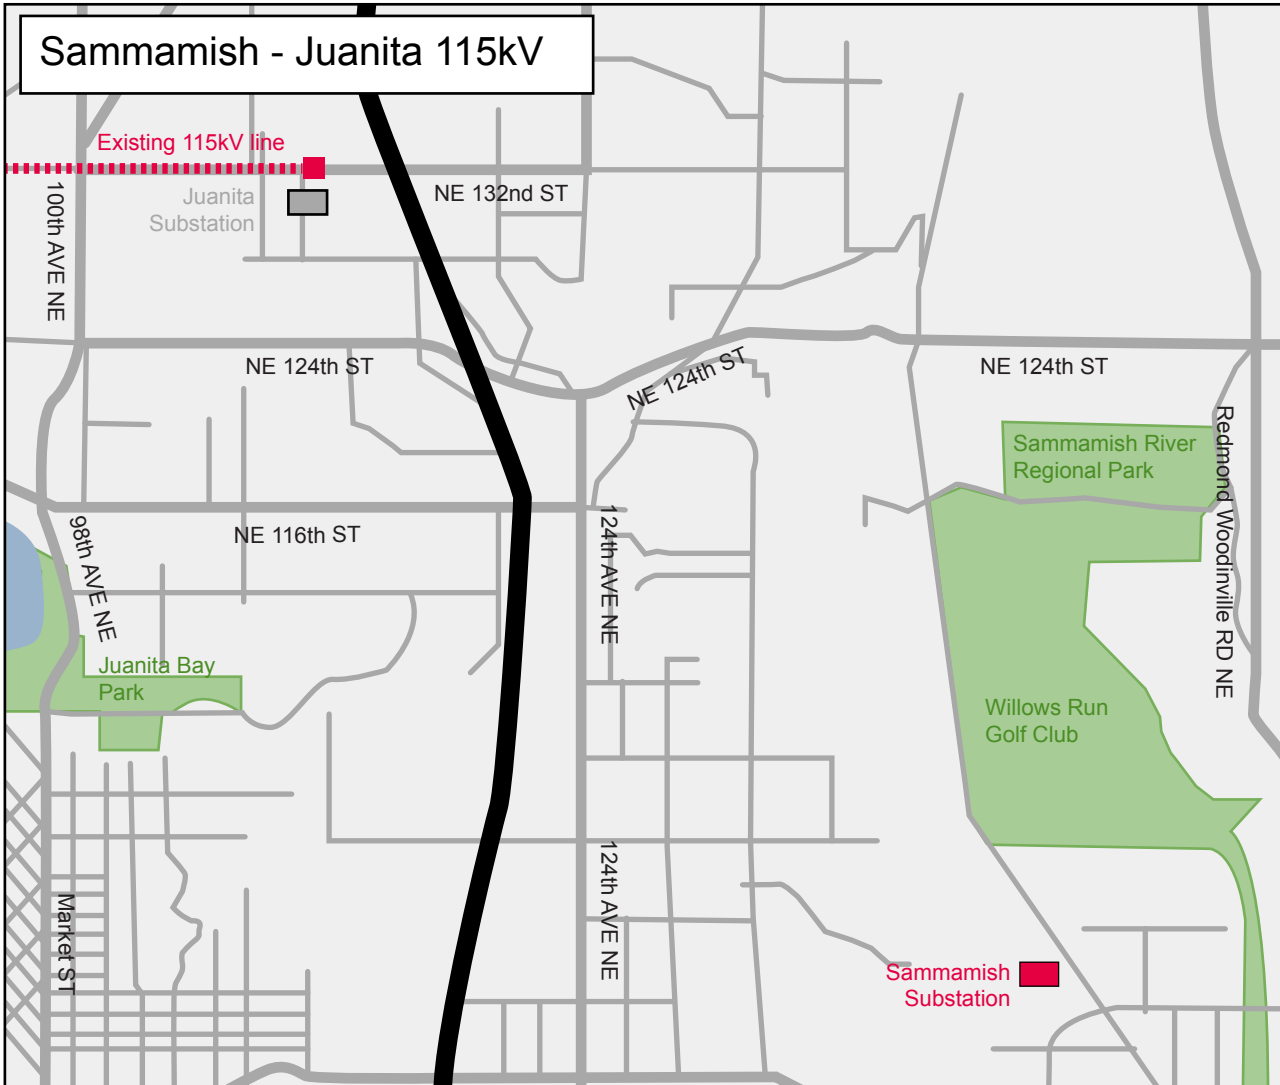 Sammamish - Juanita 115kV
Existing 115kV line
Juanita
Substation
NE 132nd ST
100th AVE NE
NE 124th ST
NE 124th ST
NE 124th ST
Sammamish River
Regional Park
Redmond Woodinville RD NE
NE 116th ST
98th AVE NE
124th AVE NE
Juanita Bay
Park
Willows Run
Golf Club
124th AVE NE
Market ST
Sammamish
Substation